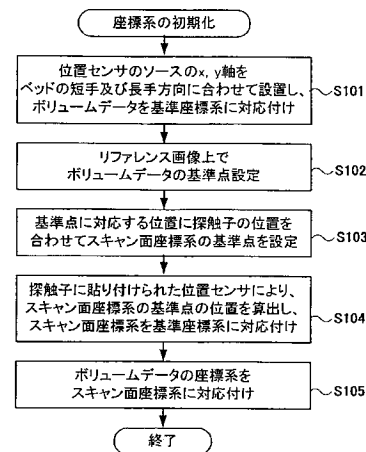 座標系の初期化
位置センサのソースのx, y軸を
ベッドの短手及び長手方向に合わせて設置し、
ボリュームデータを基準座標系に対応付け
S101
リファレンス画像上で
ボリュームデータの基準点設定
S102
基準点に対応する位置に探触子の位置を
合わせてスキャン面座標系の基準点を設定
S103
探触子に貼り付けられた位置センサにより、
スキャン面座標系の基準点の位置を算出し、
スキャン面座標系を基準座標系に対応付け
S104
ボリュームデータの座標系を
スキャン面座標系に対応付け
S105
終了